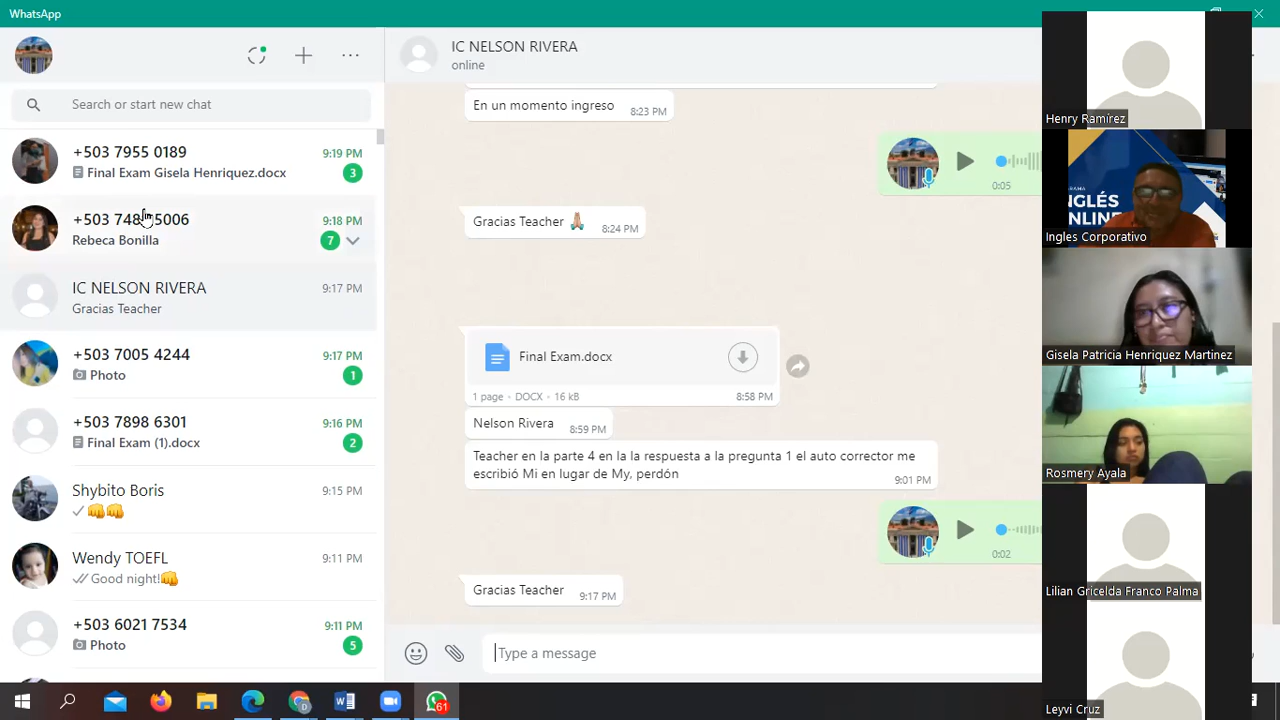 WhatsApp
Search or start new chat
+503 7955 0189
9:19 PM
Final Exam Gisela Henriquez.docx
3
5006
9:18 PM
Rebeca Bonilla
7
IC NELSON RIVERA
9:17 PM
Gracias Teacher
+503 7005 4244
9:17 PM
Photo
1
+503 7898 6301
9:16 PM
Final Exam (1).docx
2
Shybito Boris
9:15 PM
Wendy TOEFL
9:11 PM
Good night!
+503 6021 7534
9:11 PM
Photo
5
IC NELSON RIVERA
online
En un momento ingreso
8:23 PM
0:05
Gracias Teacher
8:24 PM
Final Exam.docx
1 page • DOCX • 16 kB
8:58 PM
Nelson Rivera
8:59 PM
Teacher en la parte 4 en la la respuesta a la pregunta 1 el auto corrector me
escribió Mi en lugar de My, perdón
9:01 PM
0:02
Gracias Teacher
9:17 PM
Type a message
Henry Ramírez
INGLÉS
ONLINE
Ingles Corporativo
Gisela Patricia Henriquez Martinez
Rosmery Ayala
Lilian Gricelda Franco Palma
Leyvi Cruz
61